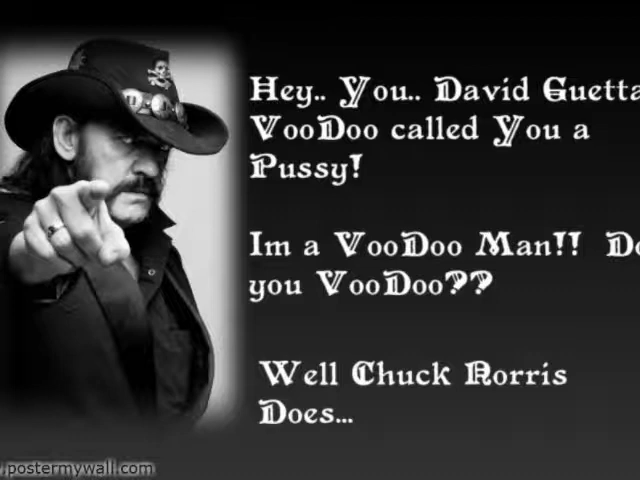 Hey.. You.. David Guetta
VooDoo called You a
Pussy!
Im a VooDoo Man!! Do
you VooDoo??
Well Chuck Norris
Does...
.postermywall.com